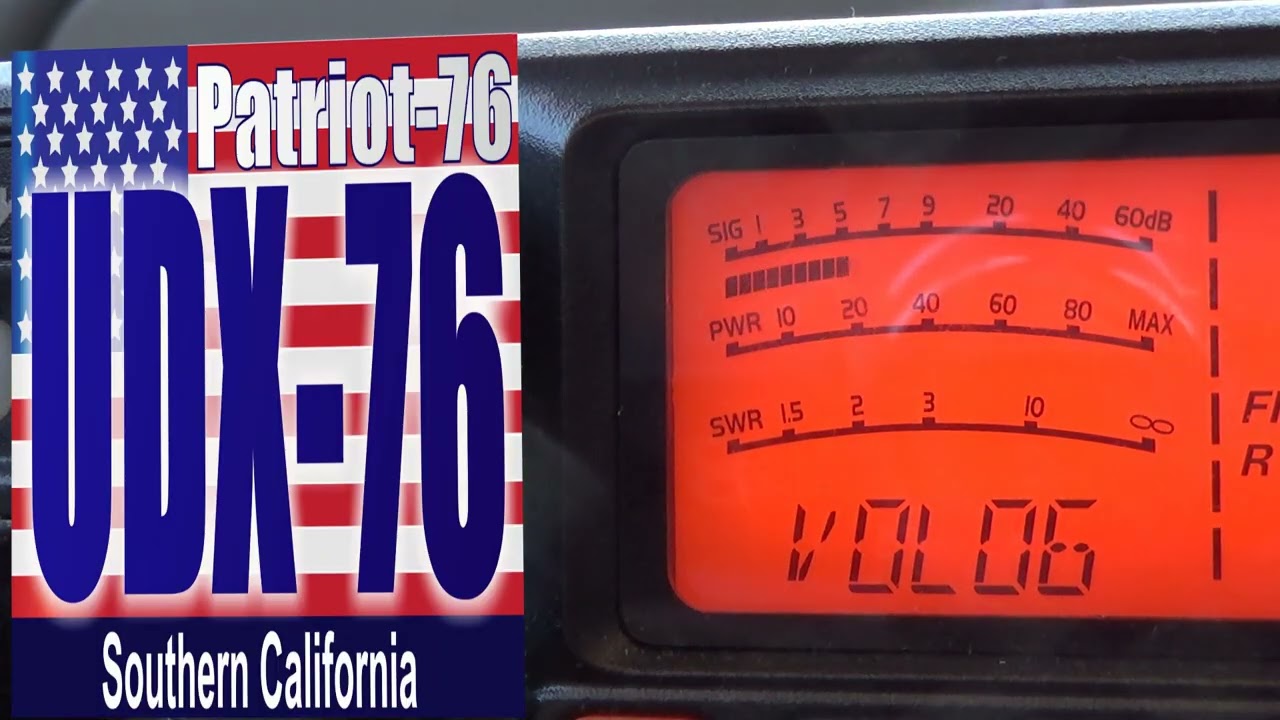 Patriot-76
UDX-76
Southern California
SIG 1 3 5 7 9 20 40 60dB
PWR 10 20 40 60 80 MAX
SWR 1.5 2 3 10 ∞
VOL06
R